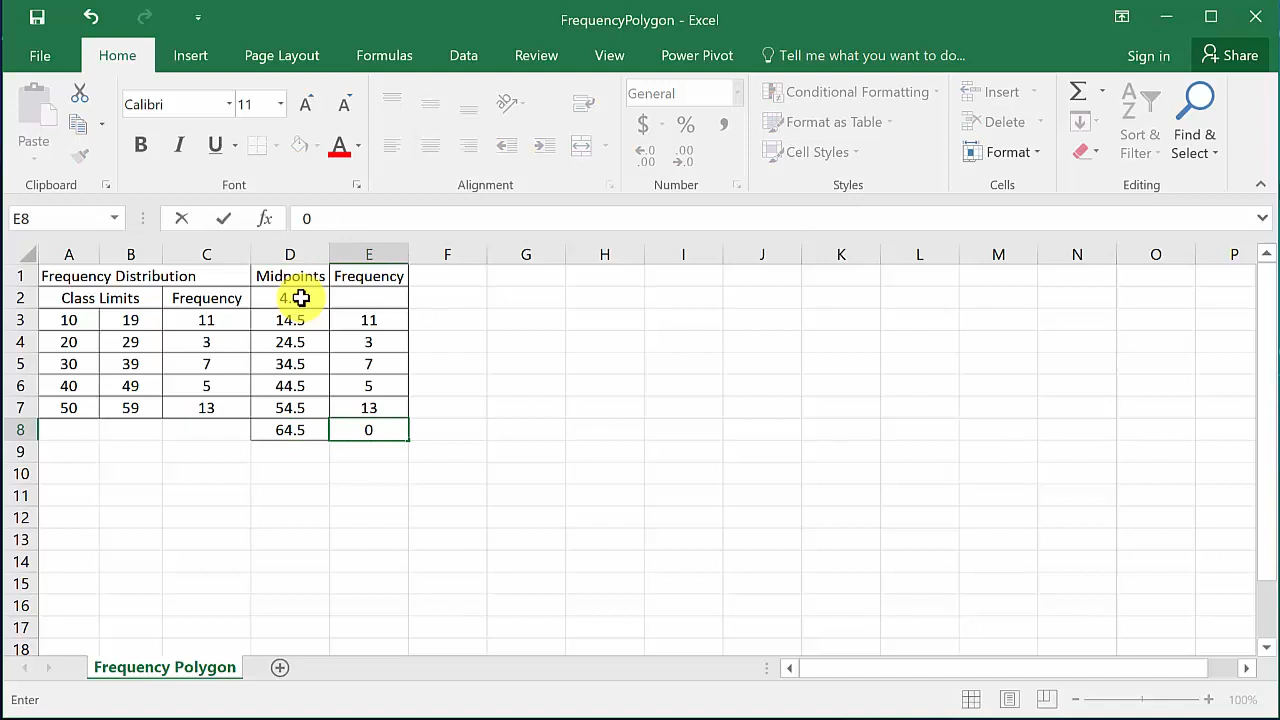 FrequencyPolygon - Excel
File Home Insert Page Layout Formulas Data Review View Power Pivot Tell me what you want to do... Sign in Share
Calibri 11 General Conditional Formatting Insert
Paste Format as Table Delete Sort & Filter Find & Select
B I U A $ % , Cell Styles Format
Clipboard Font Alignment Number Styles Cells Editing
E8 fx 0
A B C D E F G H I J K L M N O P
1 Frequency Distribution Midpoints Frequency
2 Class Limits Frequency
3 10 19 11 14.5 11
4 20 29 3 24.5 3
5 30 39 7 34.5 7
6 40 49 5 44.5 5
7 50 59 13 54.5 13
8 64.5 0
9
10
11
12
13
14
15
16
17
18
Frequency Polygon
Enter 100%